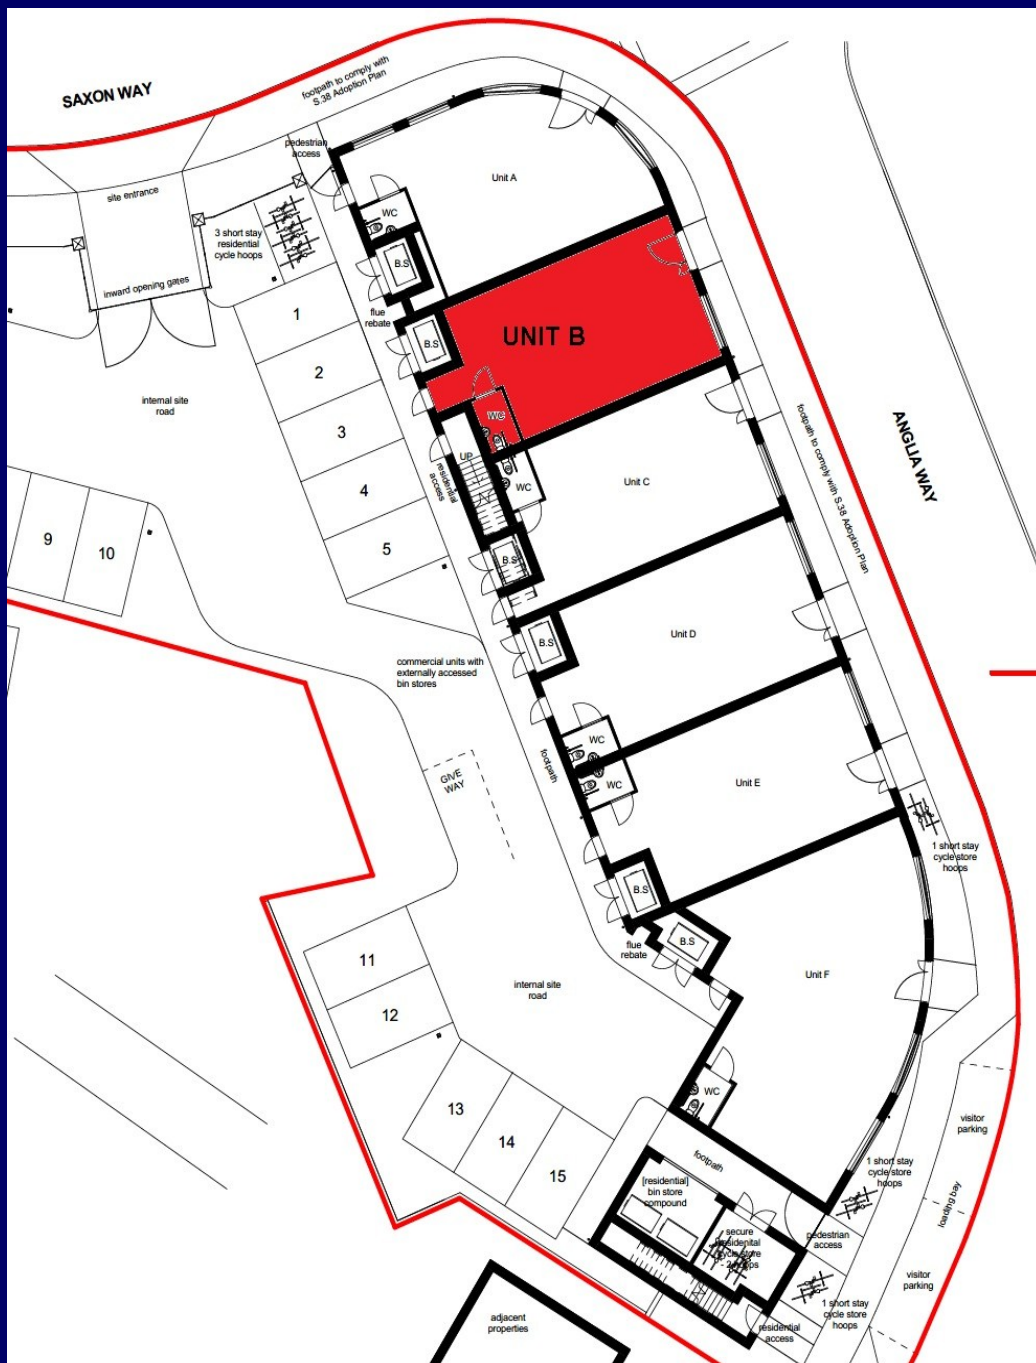 SAXON WAY
footpath to comply with
S.38 Adoption Plan
pedestrian
access
site entrance
3 short stay
residential
cycle hoops
inward opening gates
Unit A
WC
B.S
flue
rebate
B.S
UNIT B
WC
1
2
3
4
5
internal site
road
UP
residential
access
WC
Unit C
B.S
footpath to comply with S.38 Adoption Plan
ANGLIA WAY
9
10
B.S
Unit D
commercial units with
externally accessed
bin stores
footpath
WC
WC
Unit E
GIVE
WAY
1 short stay
cycle store
hoops
B.S
flue
rebate
B.S
Unit F
11
12
internal site
road
WC
13
14
15
visitor
parking
footpath
1 short stay
cycle store
hoops
loading bay
[residential]
bin store
compound
secure
residenital
cycle store
pedestrian
access
visitor
parking
1 short stay
cycle store
hoops
residential
access
adjacent
properties